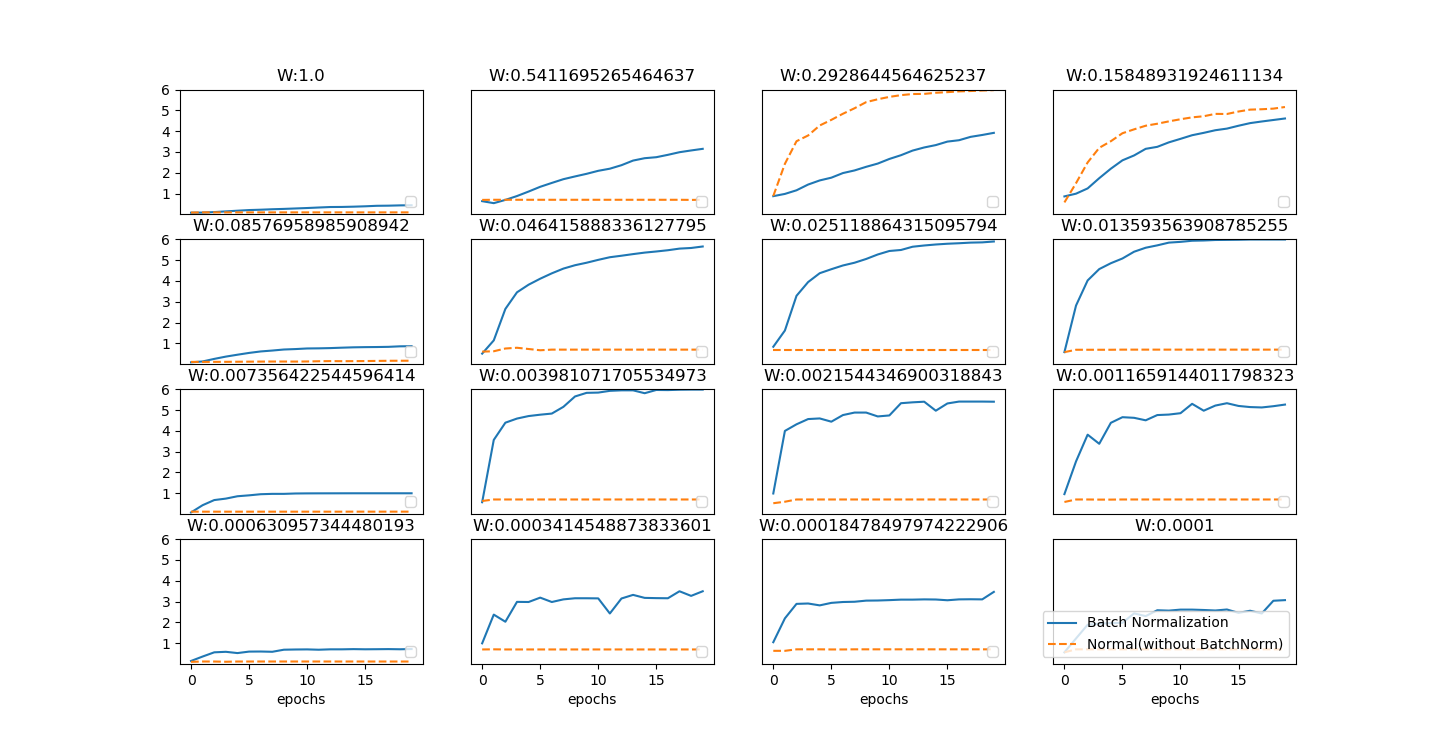 W:1.0
W:0.5411695265464637
W:0.2928644564625237
W:0.15848931924611134
6
5
4
3
2
1
W:0.08576958985908942
W:0.046415888336127795
W:0.025118864315095794
W:0.013593563908785255
6
5
4
3
2
1
W:0.007356422544596414
W:0.003981071705534973
W:0.0021544346900318843
W:0.0011659144011798323
6
5
4
3
2
1
W:0.0006309573444801930
W:0.00034145488738336010
W:0.00018478497974222906
W:0.0001
6
5
4
3
2
1
Batch Normalization
Normal(without BatchNorm)
0 5 10 15
0 5 10 15
0 5 10 15
0 5 10 15
epochs
epochs
epochs
epochs